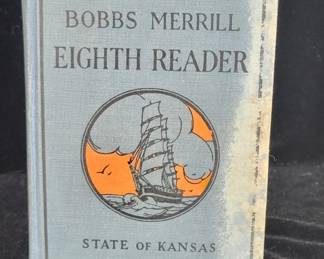 BOBBS MERRILL
EIGHTH READER
STATE OF KANSAS